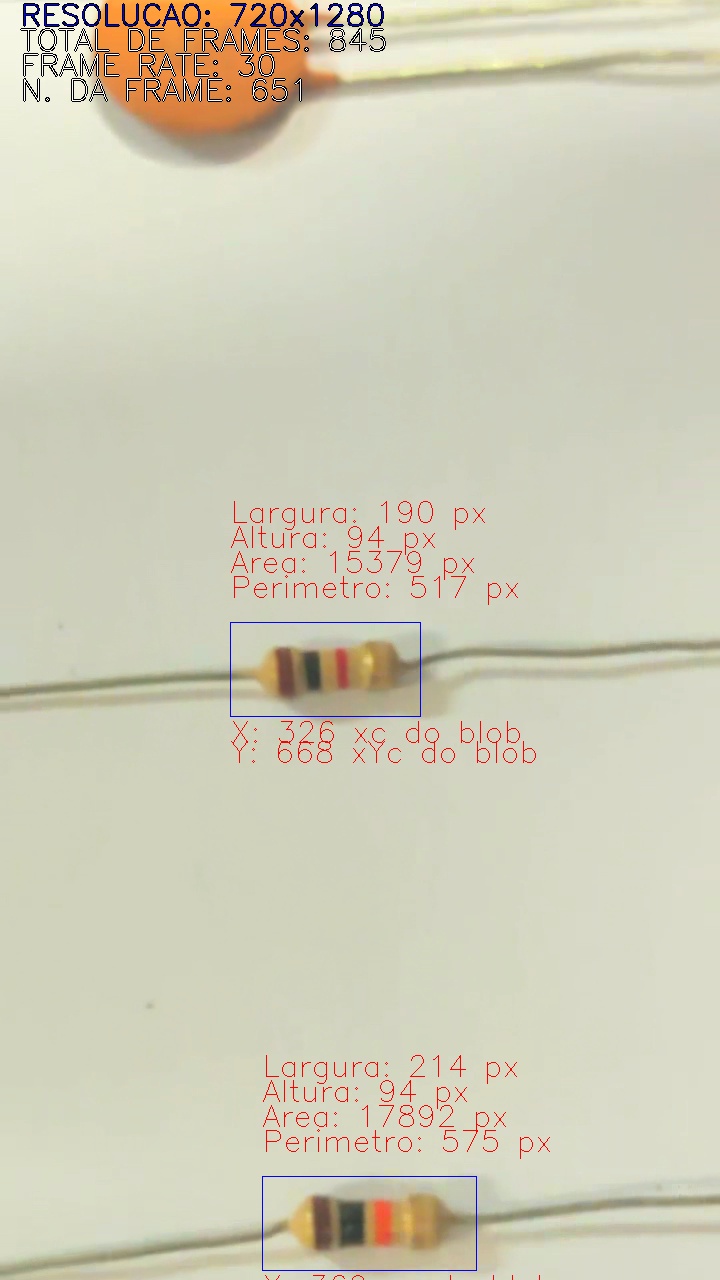 RESOLUCAO: 720x1280
TOTAL DE FRAMES: 845
FRAME RATE: 30
N. DA FRAME: 651
Largura: 190 px
Altura: 94 px
Area: 15379 px
Perimetro: 517 px
X: 326 xc do blob
Y: 668 xYc do blob
Largura: 214 px
Altura: 94 px
Area: 17892 px
Perimetro: 575 px